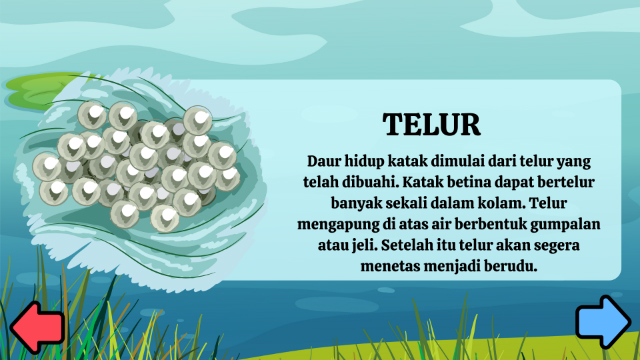 TELUR
Daur hidup katak dimulai dari telur yang
telah dibuahi. Katak betina dapat bertelur
banyak sekali dalam kolam. Telur
mengapung di atas air berbentuk gumpalan
atau jeli. Setelah itu telur akan segera
menetas menjadi berudu.